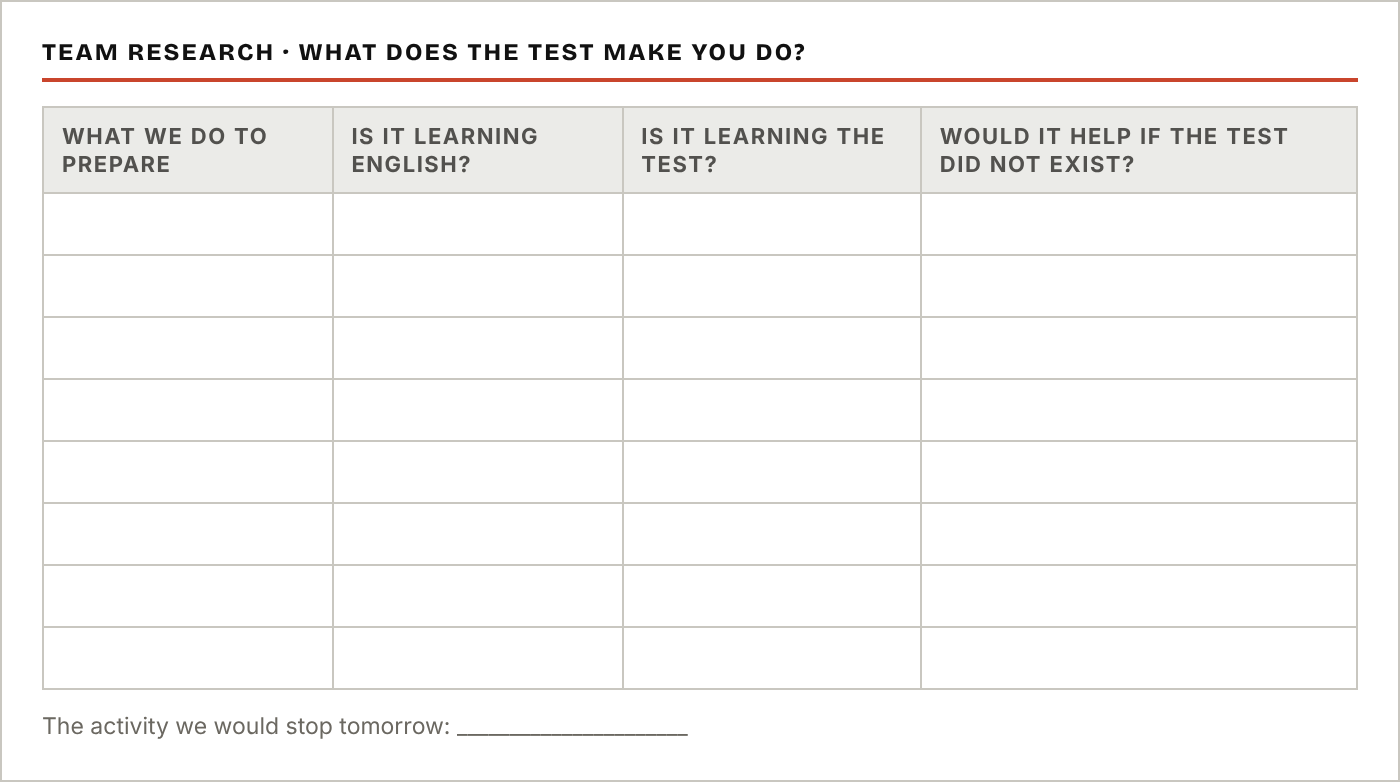 TEAM RESEARCH · WHAT DOES THE TEST MAKE YOU DO?
WHAT WE DO TO
PREPARE
IS IT LEARNING
ENGLISH?
IS IT LEARNING THE
TEST?
WOULD IT HELP IF THE TEST
DID NOT EXIST?
The activity we would stop tomorrow: ____________________